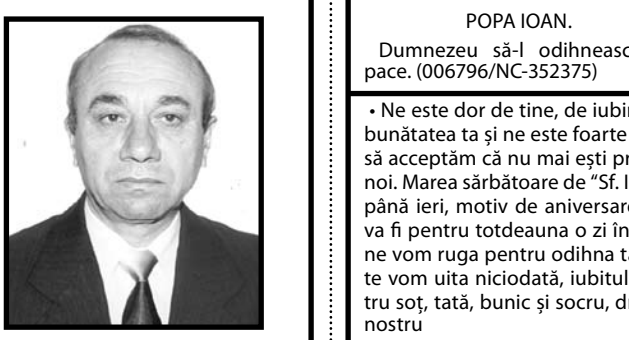 POPA IOAN.
Dumnezeu să-l odihneasc
pace. (006796/NC-352375)
• Ne este dor de tine, de iubi
bunătatea ta și ne este foarte
să acceptăm că nu mai ești pr
noi. Marea sărbătoare de “Sf. I
până ieri, motiv de aniversar
va fi pentru totdeauna o zi în
ne vom ruga pentru odihna t
te vom uita niciodată, iubitul
tru soț, tată, bunic și socru, d
nostru